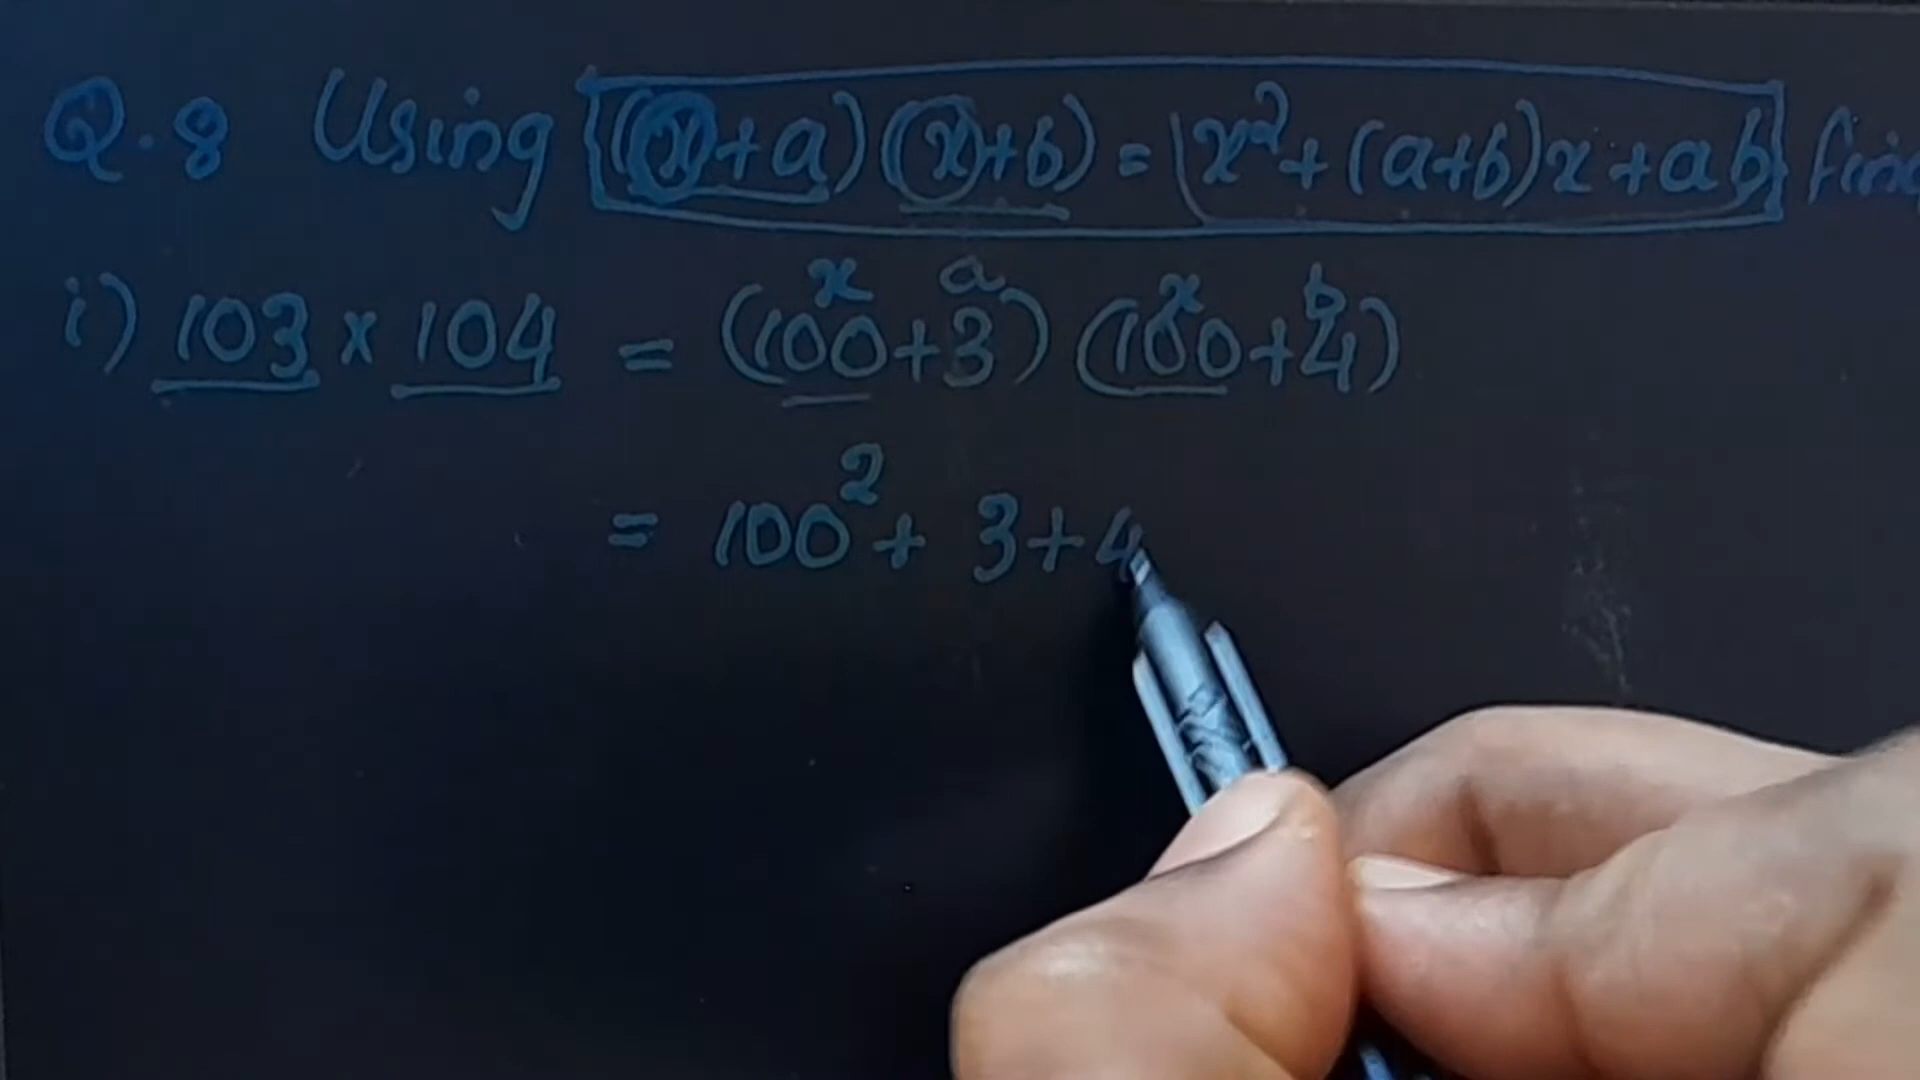 Q.8 Using (x+a)(x+b) = x²+(a+b)x+ab
x a x b
i) 103 x 104 = (100+3) (100+4)
= 100² + 3+4